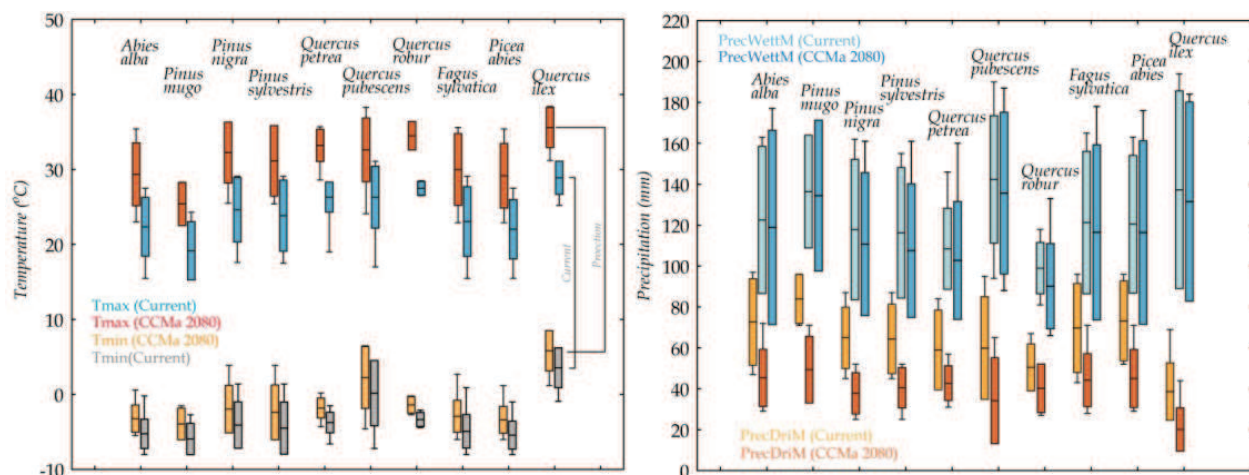 50
40
30
20
10
0
-10
Temperature (°C)
Abies
alba
Pinus
mugo
Pinus
nigra
Pinus
sylvestris
Quercus
petrea
Quercus
pubescens
Quercus
robur
Fagus
sylvatica
Picea
abies
Quercus
ilex
Current
Proection
Tmax (Current)
Tmax (CCMa 2080)
Tmin (CCMa 2080)
Tmin(Current)
220
200
180
160
140
120
100
80
60
40
20
0
Precipitation (mm)
PrecWettM (Current)
PrecWettM (CCMa 2080)
Abies
alba
Pinus
mugo
Pinus
nigra
Pinus sylvestris
Quercus
petrea
Quercus
pubescens
Quercus
robur
Fagus
sylvatica
Picea
abies
Quercus
ilex
PrecDriM (Current)
PrecDriM (CCMa 2080)